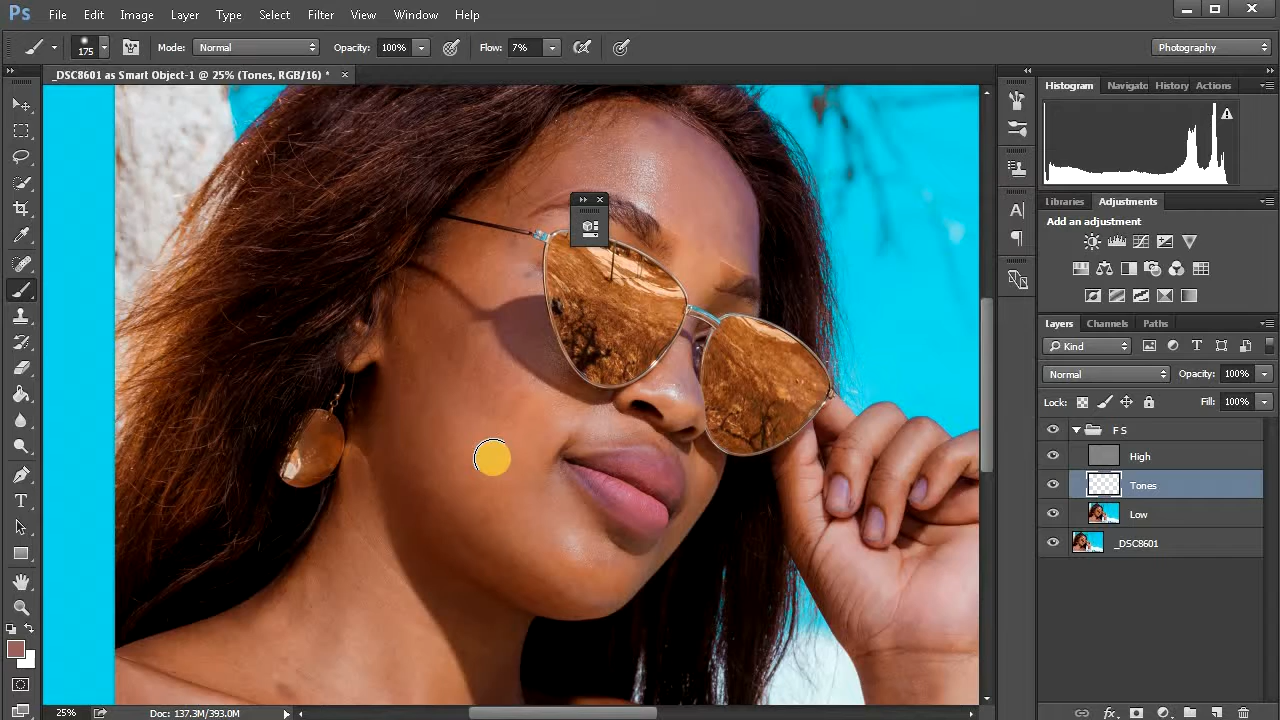 Ps File Edit Image Layer Type Select Filter View Window Help
175 Mode: Normal Opacity: 100% Flow: 7% Photography
_DSC8601 as Smart Object-1 @ 25% (Tones, RGB/16) *
Histogram Navigato History Actions
Libraries Adjustments
Add an adjustment
Layers Channels Paths
Kind
Normal Opacity: 100%
Lock: Fill: 100%
F S
High
Tones
Low
_DSC8601
25% Doc: 137.3M/393.0M